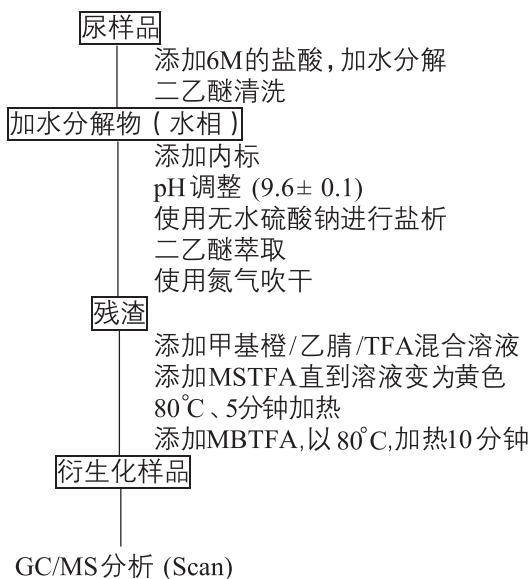 尿样品
添加6M的盐酸,加水分解
二乙醚清洗
加水分解物(水相)
添加内标
pH调整 (9.6± 0.1)
使用无水硫酸钠进行盐析
二乙醚萃取
使用氮气吹干
残渣
添加甲基橙/乙腈/TFA混合溶液
添加MSTFA直到溶液变为黄色
80℃、5分钟加热
添加MBTFA,以80℃,加热10分钟
衍生化样品
GC/MS分析 (Scan)